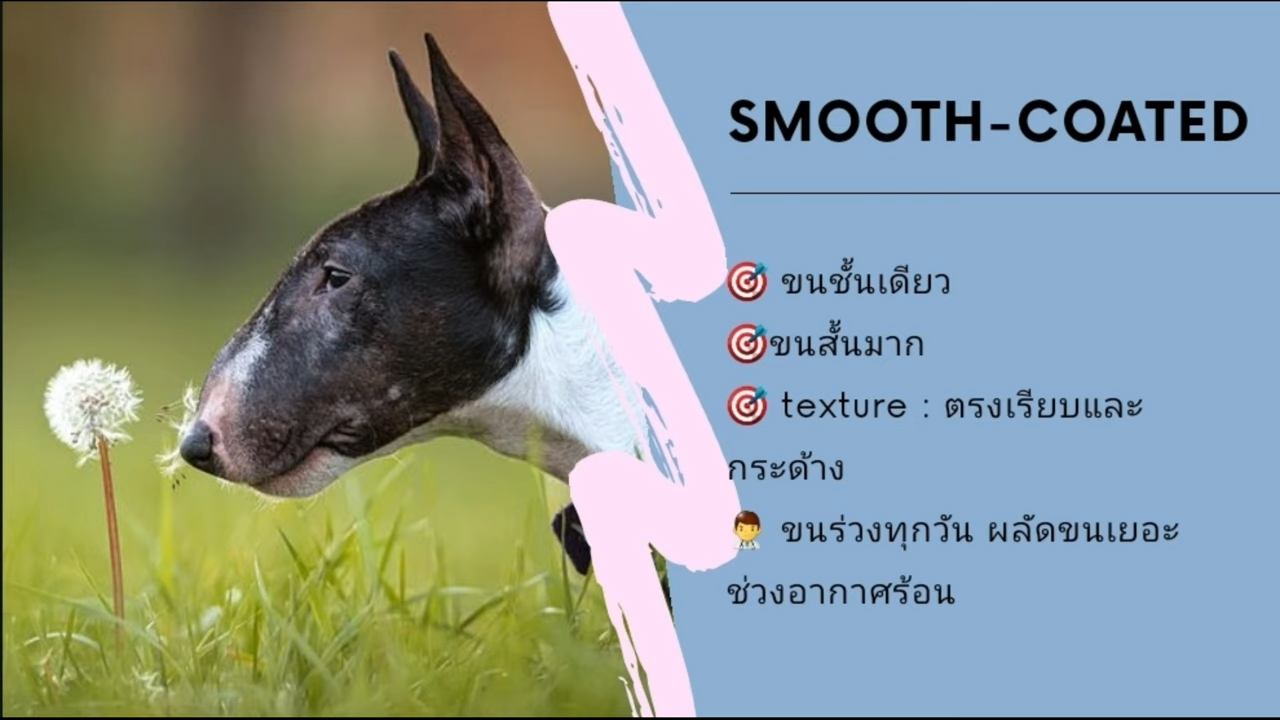 SMOOTH-COATED
🎯 ขนชั้นเดียว
🎯ขนสั้นมาก
🎯 texture : ตรงเรียบและ
กระด้าง
👨‍⚕️ ขนร่วงทุกวัน ผลัดขนเยอะ
ช่วงอากาศร้อน